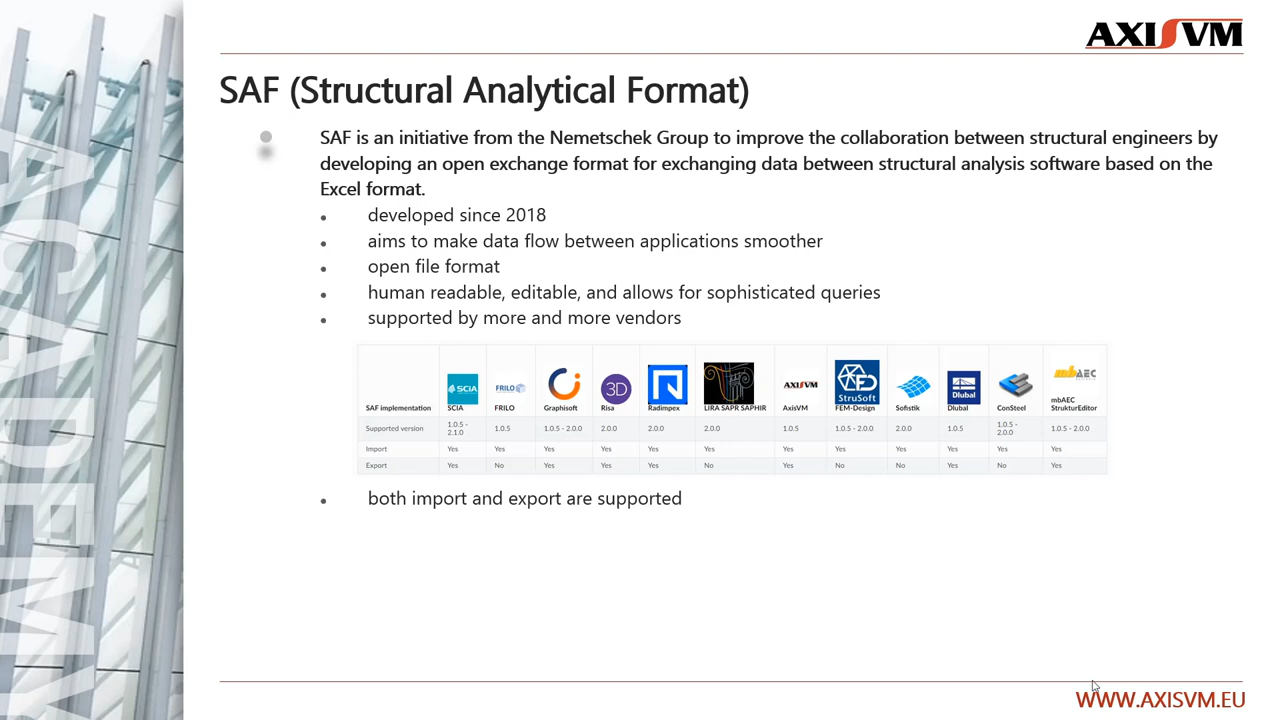 AXISVM
SAF (Structural Analytical Format)
SAF is an initiative from the Nemetschek Group to improve the collaboration between structural engineers by
developing an open exchange format for exchanging data between structural analysis software based on the
Excel format.
• developed since 2018
• aims to make data flow between applications smoother
• open file format
• human readable, editable, and allows for sophisticated queries
• supported by more and more vendors
SCIA FRILO 3D AXISVM StruSoft Dlubal mbAEC
SAF implementation SCIA FRILO Graphisoft Risa Radimpex LIRA SAPR SAPHIR AxisVM FEM-Design Sofistik Dlubal ConSteel mbAEC StrukturEditor
Supported version 1.0.5 - 2.1.0 1.0.5 1.0.5 - 2.0.0 2.0.0 2.0.0 2.0.0 1.0.5 1.0.5 - 2.0.0 2.0.0 1.0.5 1.0.5 - 2.0.0 1.0.5 - 2.0.0
Import Yes Yes Yes Yes Yes Yes Yes Yes Yes Yes Yes Yes
Export Yes No Yes Yes Yes No Yes No No Yes No Yes
• both import and export are supported
WWW.AXISVM.EU
ACADEMY